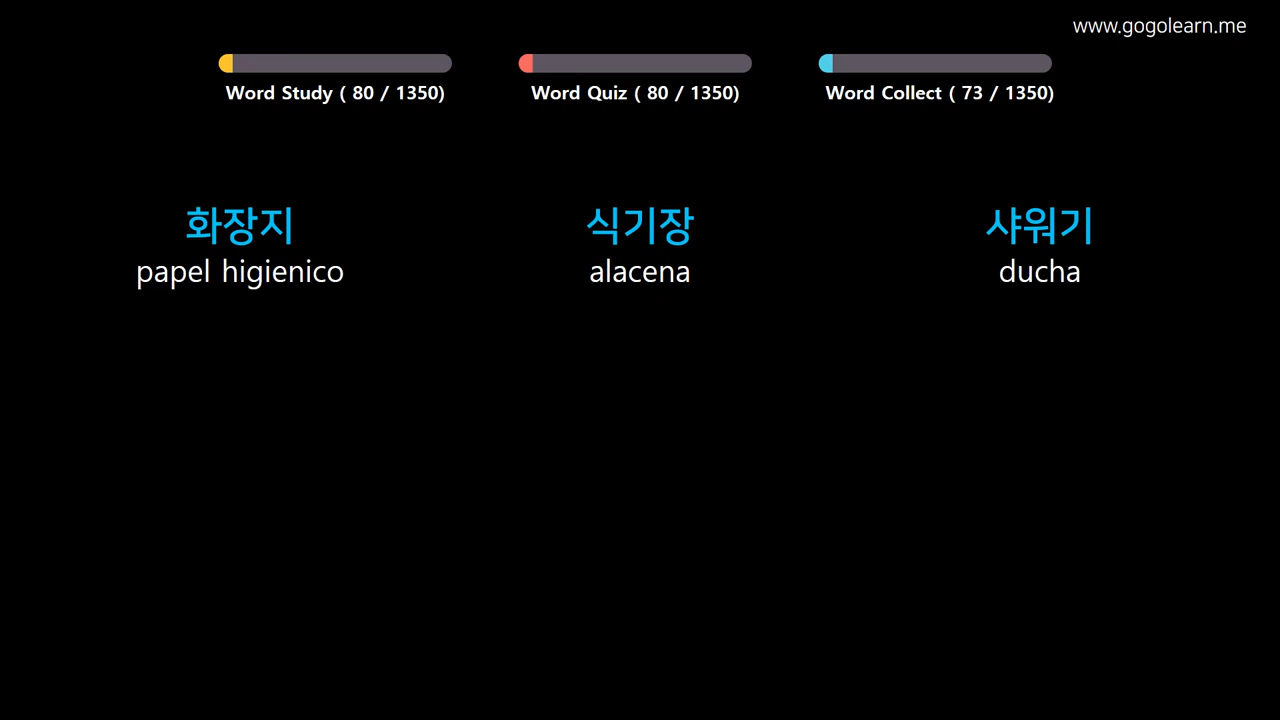 www.gogolearn.me
Word Study ( 80 / 1350)
Word Quiz ( 80 / 1350)
Word Collect ( 73 / 1350)
화장지
papel higienico
식기장
alacena
샤워기
ducha